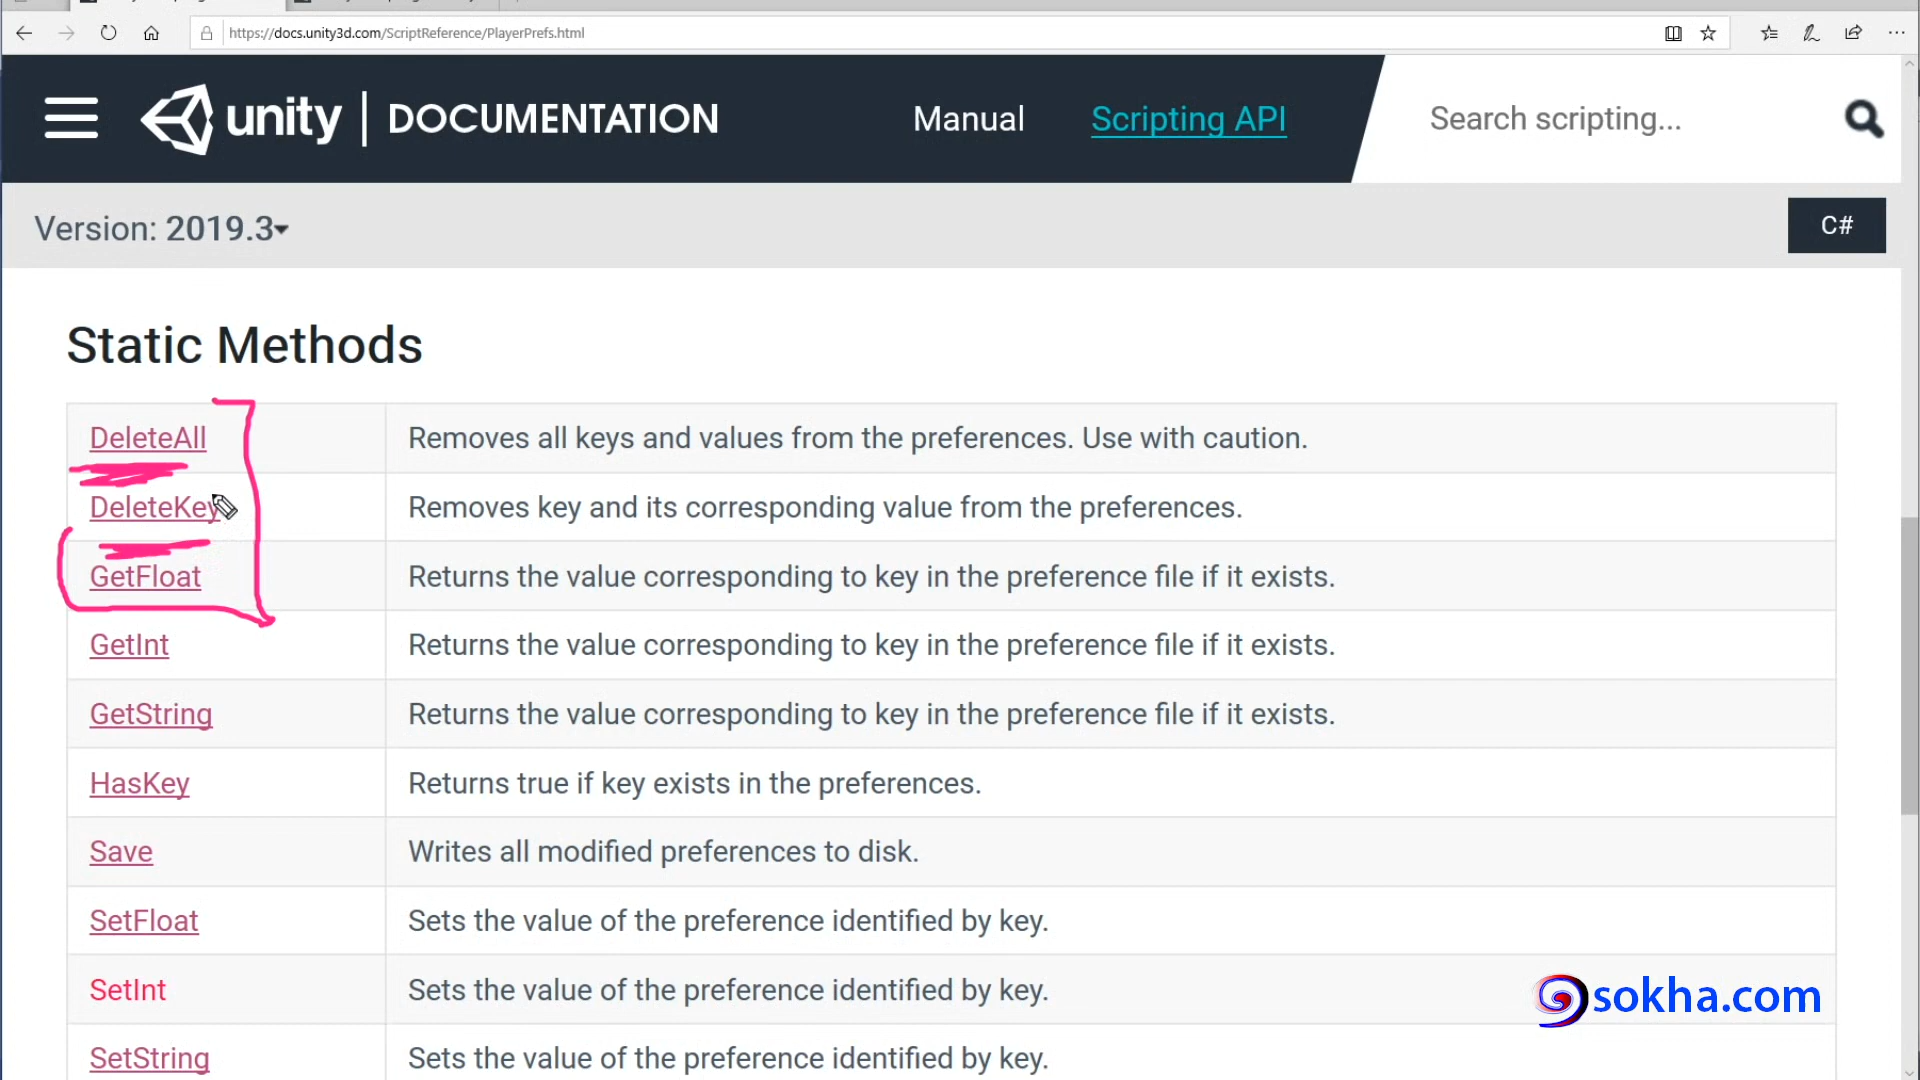 https://docs.unity3d.com/ScriptReference/PlayerPrefs.html
unity | DOCUMENTATION
Manual
Scripting API
Search scripting...
Version: 2019.3
C#
Static Methods
DeleteAll Removes all keys and values from the preferences. Use with caution.
DeleteKey Removes key and its corresponding value from the preferences.
GetFloat Returns the value corresponding to key in the preference file if it exists.
GetInt Returns the value corresponding to key in the preference file if it exists.
GetString Returns the value corresponding to key in the preference file if it exists.
HasKey Returns true if key exists in the preferences.
Save Writes all modified preferences to disk.
SetFloat Sets the value of the preference identified by key.
SetInt Sets the value of the preference identified by key.
sokha.com
SetString Sets the value of the preference identified by key.